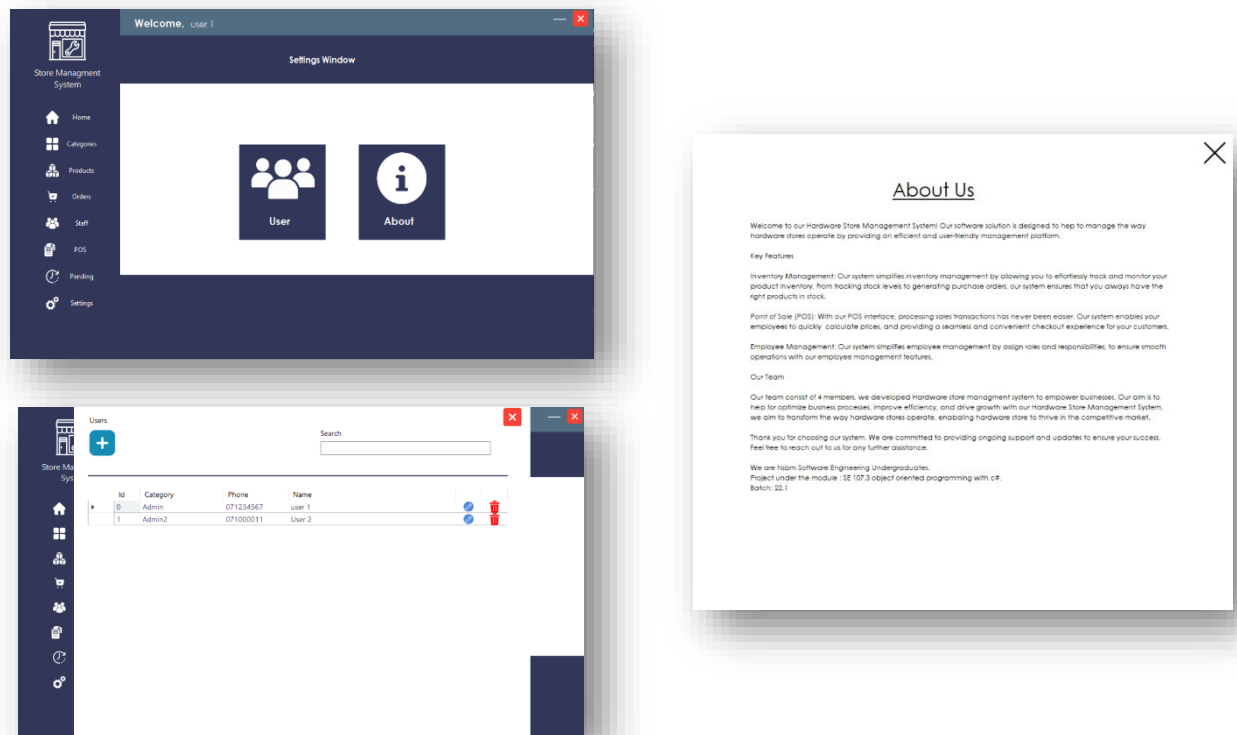 Welcome, user 1
Store Managment
System
Settings Window
Home
Categories
Products
Orders
Staff
POS
Pending
Settings
User
About
Users
Search
Store Ma
Sys
Id Category Phone Name
0 Admin 071234567 user 1
1 Admin2 071000011 User 2
About Us
Welcome to our Hardware Store Management System! Our software solution is designed to hep to manage the way
hardware stores operate by providing an efficient and user-friendly management platform.
Key Features
Inventory Management: Our system simplifies inventory management by allowing you to effortlessly track and monitor your
product inventory. From tracking stock levels to generating purchase orders, our system ensures that you always have the
right products in stock.
Point of Sale (POS): With our POS interface, processing sales transactions has never been easier. Our system enables your
employees to quickly calculate prices, and providing a seamless and convenient checkout experience for your customers.
Employee Management: Our system simplifies employee management by assign roles and responsibilities, to ensure smooth
operations with our employee management features.
Our Team
Our team consist of 4 members, we developed Hardware store managment system to empower businesses. Our aim is to
help for optimize business processes, improve efficiency, and drive growth with our Hardware Store Management System,
we aim to transform the way hardware stores operate, enabaling hardware store to thrive in the competitive market.
Thank you for choosing our system. We are committed to providing ongoing support and updates to ensure your success.
Feel free to reach out to us for any further assistance.
We are Nsbm Software Engineering Undergraduates,
Project under the module : SE 107.3 object oriented programming with c#.
Batch: 22.1